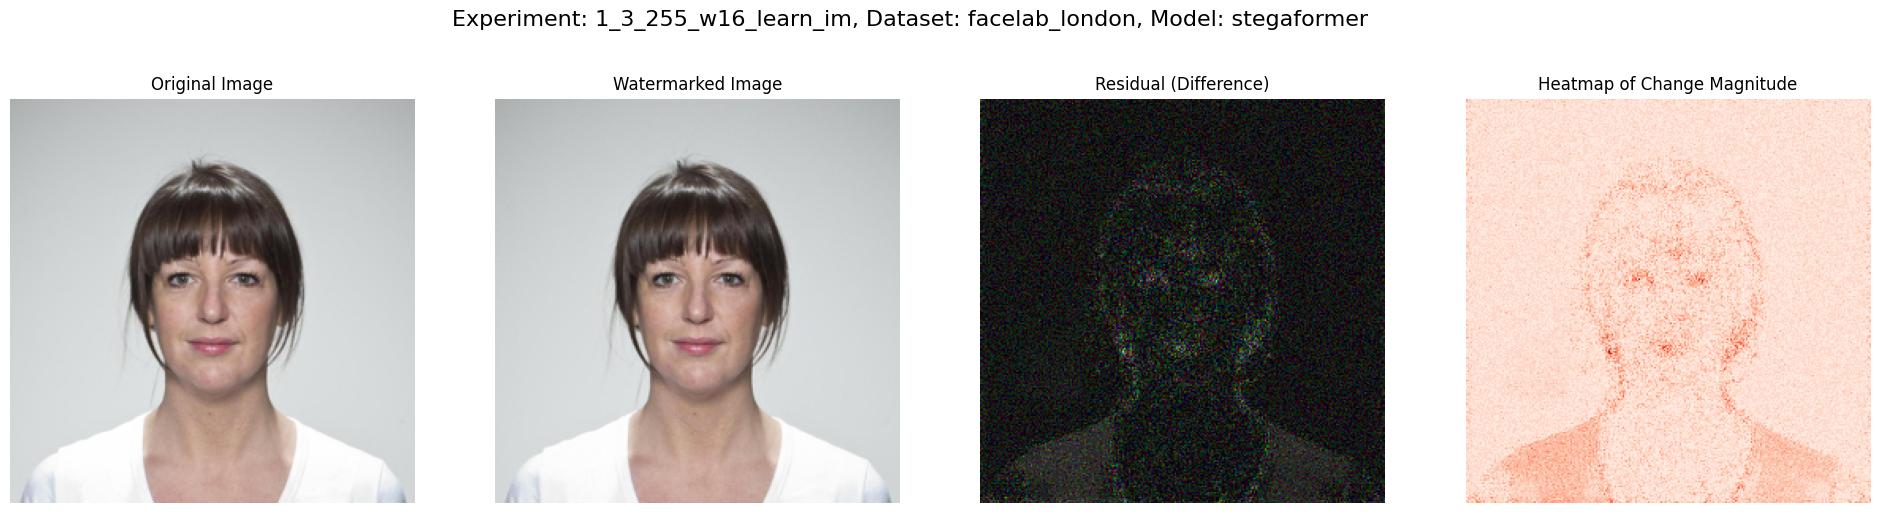 Experiment: 1_3_255_w16_learn_im, Dataset: facelab_london, Model: stegaformer
Original Image
Watermarked Image
Residual (Difference)
Heatmap of Change Magnitude